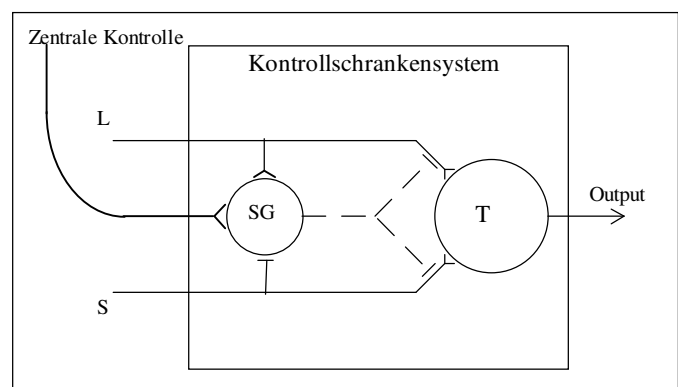 Zentrale Kontrolle
Kontrollschrankensystem
L
SG
T
Output
S